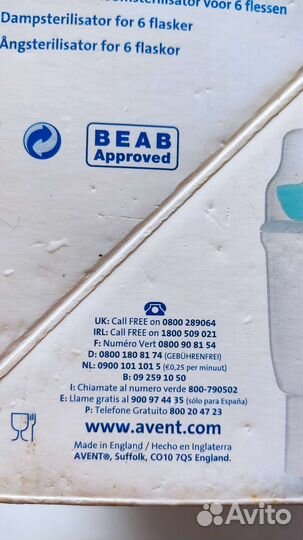 voor 6 flessen
Dampsterilisator for 6 flasker
Ångsterilisator for 6 flaskor
BEAB
Approved
UK: Call FREE on 0800 289064
IRL: Call FREE on 1800 509 021
F: Numéro Vert 0800 90 81 54
D: 0800 180 81 74 (GEBÜHRENFREI)
NL: 0900 101 101 5 (€0,25 per minuut)
B: 09 259 10 50
I: Chiamate al numero verde 800-790502
E: Llame gratis al 900 97 44 35 (sólo para España)
P: Telefone Gratuito 800 20 47 23
www.avent.com
Made in England / Hecho en Inglaterra
AVENT®, Suffolk, CO10 7QS England.
Avito